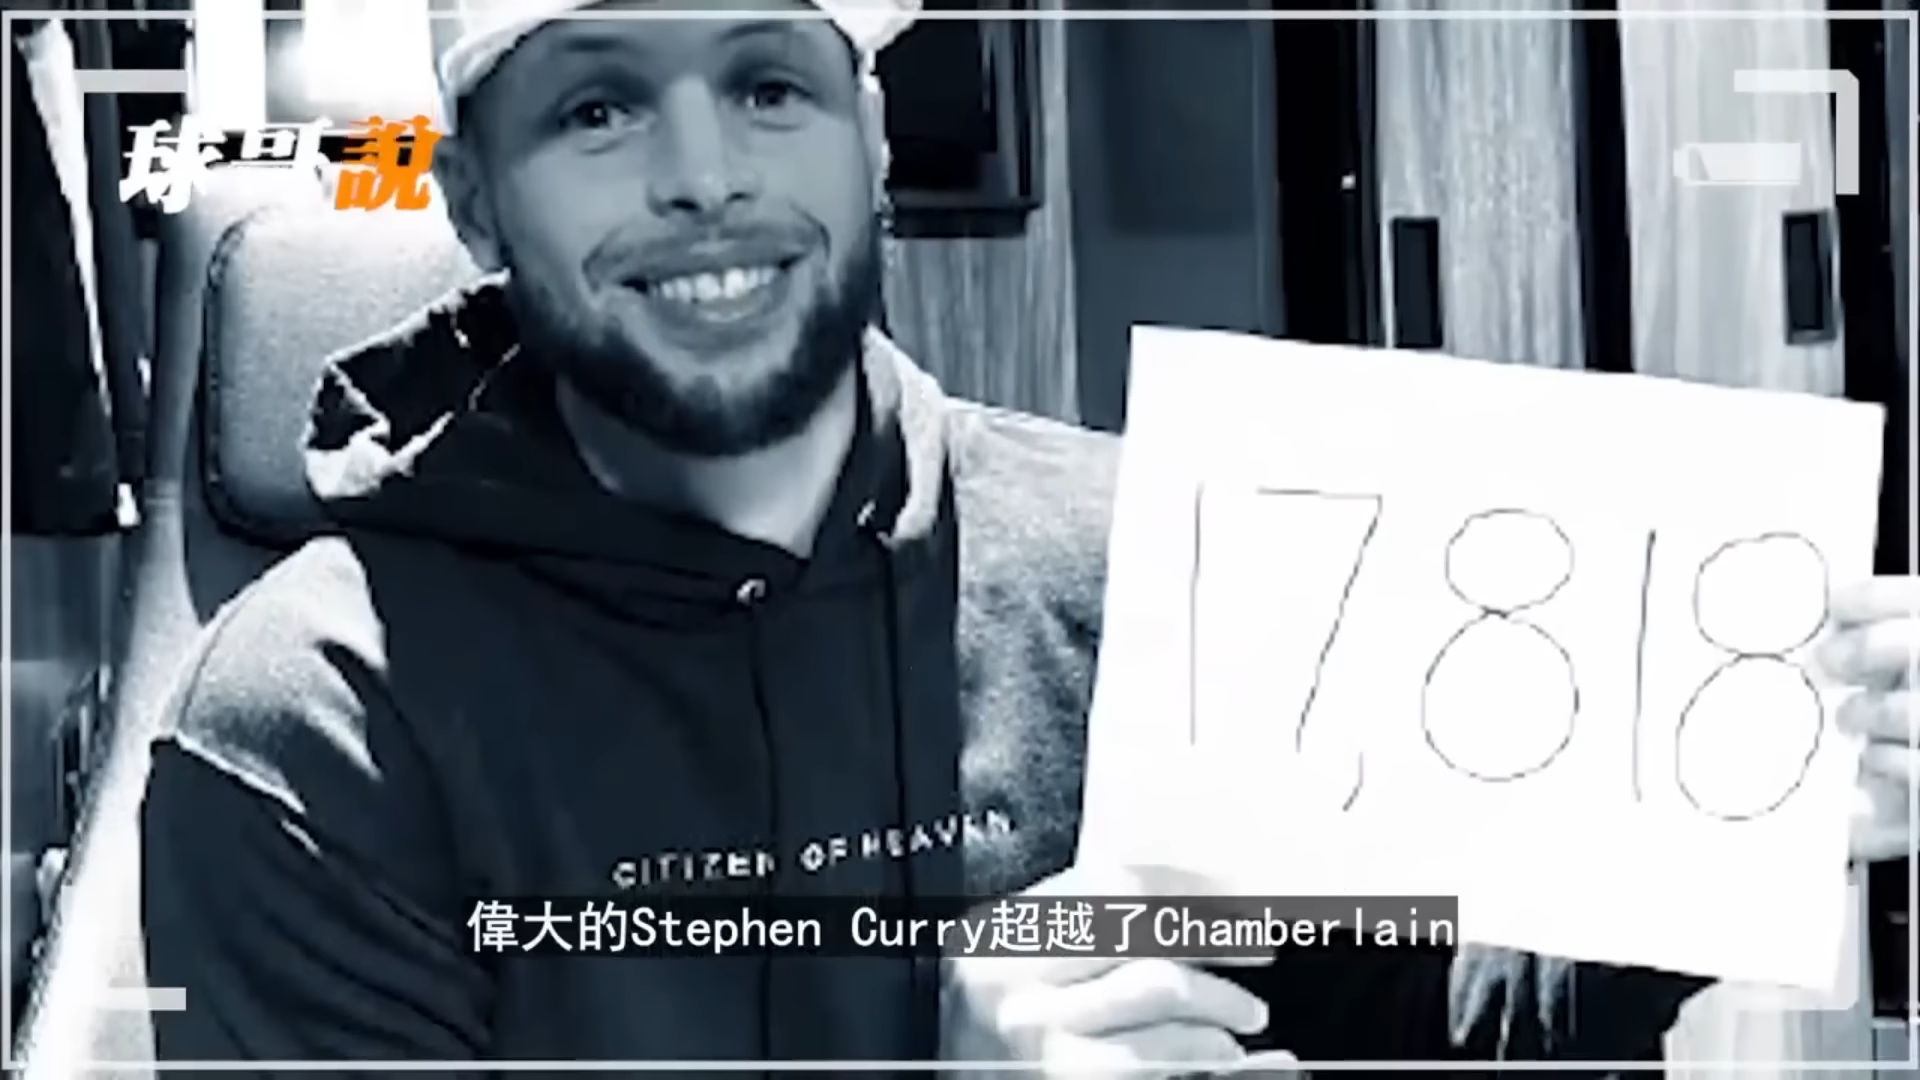 球哥說
17,818
CITIZEN OF HEAVEN
偉大的Stephen Curry超越了Chamberlain